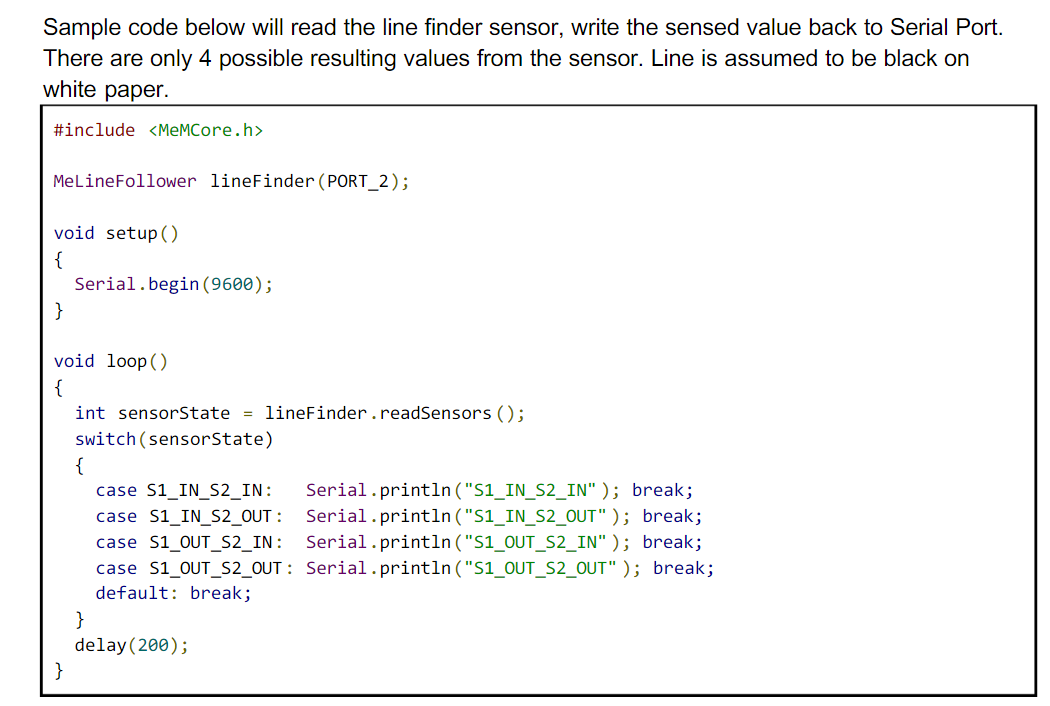 Sample code below will read the line finder sensor, write the sensed value back to Serial Port.
There are only 4 possible resulting values from the sensor. Line is assumed to be black on
white paper.
#include <MeMCore.h>
MeLineFollower lineFinder(PORT_2);
void setup()
{
  Serial.begin(9600);
}
void loop()
{
  int sensorState = lineFinder.readSensors();
  switch(sensorState)
  {
    case S1_IN_S2_IN:   Serial.println("S1_IN_S2_IN"); break;
    case S1_IN_S2_OUT:  Serial.println("S1_IN_S2_OUT"); break;
    case S1_OUT_S2_IN:  Serial.println("S1_OUT_S2_IN"); break;
    case S1_OUT_S2_OUT: Serial.println("S1_OUT_S2_OUT"); break;
    default: break;
  }
  delay(200);
}